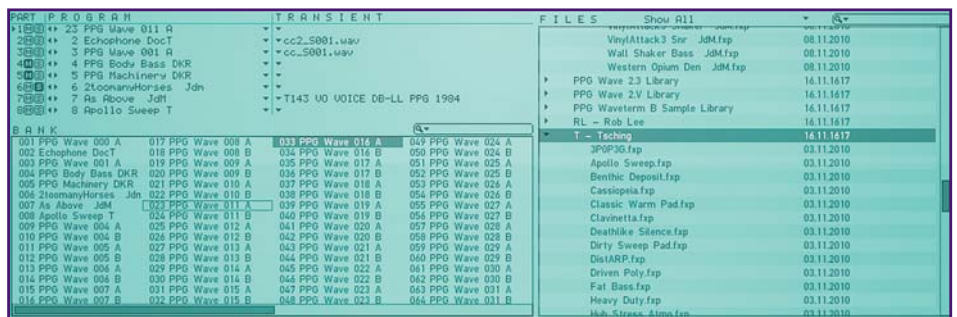 PART PROGRAM TRANSIENT
1 M S 23 PPG Wave 011 A
2 M S 2 Echophone DocT cc2_S001.wav
3 M S 3 PPG Wave 001 A cc_S001.wav
4 M S 4 PPG Body Bass DKR
5 M S 5 PPG Machinery DKR
6 M S 6 2toomanyHorses Jdn
7 M S 7 As Above JdM T143 VO VOICE DB-LL PPG 1984
8 M S 8 Apollo Sweep T
BANK
001 PPG Wave 000 A 017 PPG Wave 008 A 033 PPG Wave 016 A 049 PPG Wave 024 A
002 Echophone DocT 018 PPG Wave 008 B 034 PPG Wave 016 B 050 PPG Wave 024 B
003 PPG Wave 001 A 019 PPG Wave 009 A 035 PPG Wave 017 A 051 PPG Wave 025 A
004 PPG Body Bass DKR 020 PPG Wave 009 B 036 PPG Wave 017 B 052 PPG Wave 025 B
005 PPG Machinery DKR 021 PPG Wave 010 A 037 PPG Wave 018 A 053 PPG Wave 026 A
006 2toomanyHorses Jdn 022 PPG Wave 010 B 038 PPG Wave 018 B 054 PPG Wave 026 B
007 As Above JdM 023 PPG Wave 011 A 039 PPG Wave 019 A 055 PPG Wave 027 A
008 Apollo Sweep T 024 PPG Wave 011 B 040 PPG Wave 019 B 056 PPG Wave 027 B
009 PPG Wave 004 A 025 PPG Wave 012 A 041 PPG Wave 020 A 057 PPG Wave 028 A
010 PPG Wave 004 B 026 PPG Wave 012 B 042 PPG Wave 020 B 058 PPG Wave 028 B
011 PPG Wave 005 A 027 PPG Wave 013 A 043 PPG Wave 021 A 059 PPG Wave 029 A
012 PPG Wave 005 B 028 PPG Wave 013 B 044 PPG Wave 021 B 060 PPG Wave 029 B
013 PPG Wave 006 A 029 PPG Wave 014 A 045 PPG Wave 022 A 061 PPG Wave 030 A
014 PPG Wave 006 B 030 PPG Wave 014 B 046 PPG Wave 022 B 062 PPG Wave 030 B
015 PPG Wave 007 A 031 PPG Wave 015 A 047 PPG Wave 023 A 063 PPG Wave 031 A
016 PPG Wave 007 B 032 PPG Wave 015 B 048 PPG Wave 023 B 064 PPG Wave 031 B
FILES Show All
VinylAttack3 Snr JdM.fxp 08.11.2010
Wall Shaker Bass JdM.fxp 08.11.2010
Western Opium Den JdM.fxp 08.11.2010
PPG Wave 2.3 Library 16.11.1617
PPG Wave 2.V Library 16.11.1617
PPG Waveterm B Sample Library 16.11.1617
RL - Rob Lee 16.11.1617
T - Tsching 16.11.1617
3P0P3G.fxp 03.11.2010
Apollo Sweep.fxp 03.11.2010
Benthic Deposit.fxp 03.11.2010
Cassiopeia.fxp 03.11.2010
Classic Warm Pad.fxp 03.11.2010
Clavinetta.fxp 03.11.2010
Deathlike Silence.fxp 03.11.2010
Dirty Sweep Pad.fxp 03.11.2010
DistARP.fxp 03.11.2010
Driven Poly.fxp 03.11.2010
Fat Bass.fxp 03.11.2010
Heavy Duty.fxp 03.11.2010
Hub Stress Atmo.fxp 03.11.2010